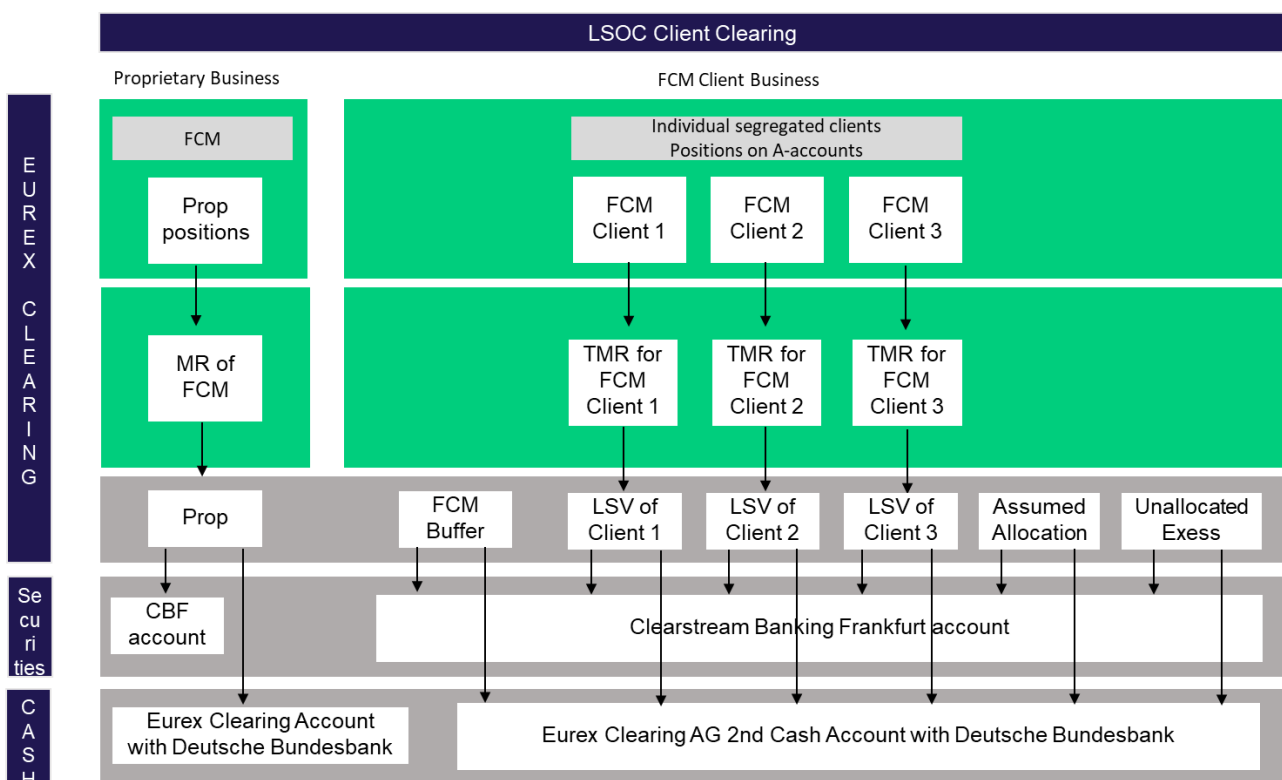 LSOC Client Clearing
Proprietary Business
FCM Client Business
EUREX CLEARING
FCM
Individual segregated clients
Positions on A-accounts
Prop
positions
FCM
Client 1
FCM
Client 2
FCM
Client 3
MR of
FCM
TMR for
FCM
Client 1
TMR for
FCM
Client 2
TMR for
FCM
Client 3
Prop
FCM
Buffer
LSV of
Client 1
LSV of
Client 2
LSV of
Client 3
Assumed
Allocation
Unallocated
Exess
Se
cu
ri
ties
CBF
account
Clearstream Banking Frankfurt account
CASH
Eurex Clearing Account
with Deutsche Bundesbank
Eurex Clearing AG 2nd Cash Account with Deutsche Bundesbank